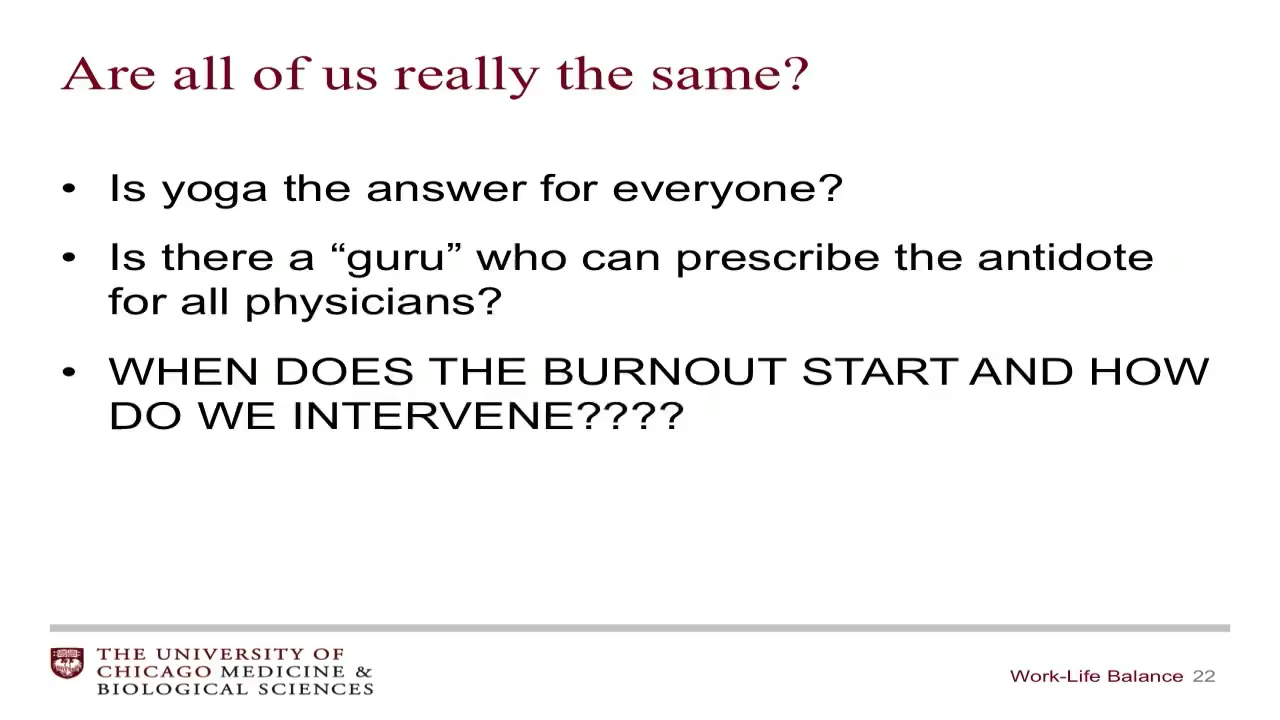 Are all of us really the same?
• Is yoga the answer for everyone?
• Is there a “guru” who can prescribe the antidote
for all physicians?
• WHEN DOES THE BURNOUT START AND HOW
DO WE INTERVENE????
THE UNIVERSITY OF
CHICAGO MEDICINE &
BIOLOGICAL SCIENCES
Work-Life Balance 22